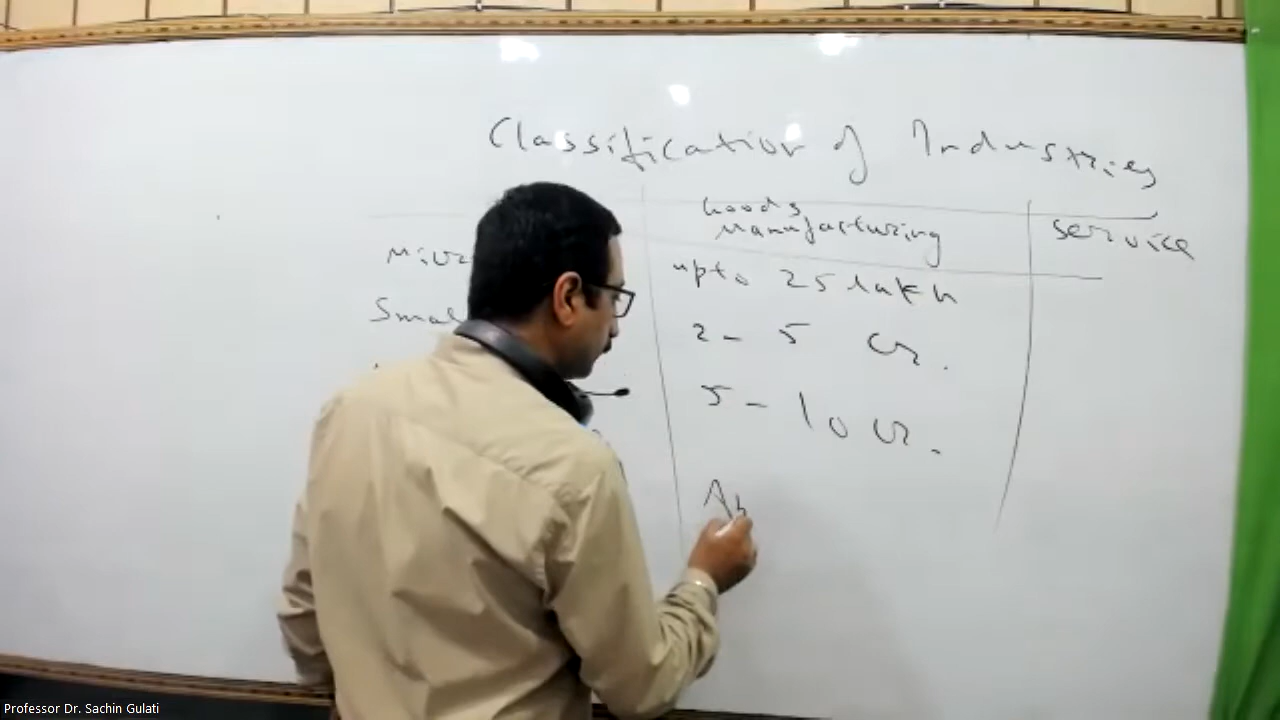 Classification of Industries
Goods
Manufacturing
service
upto 25 lakh
2 - 5 cr.
5 - 10 cr.
Professor Dr. Sachin Gulati